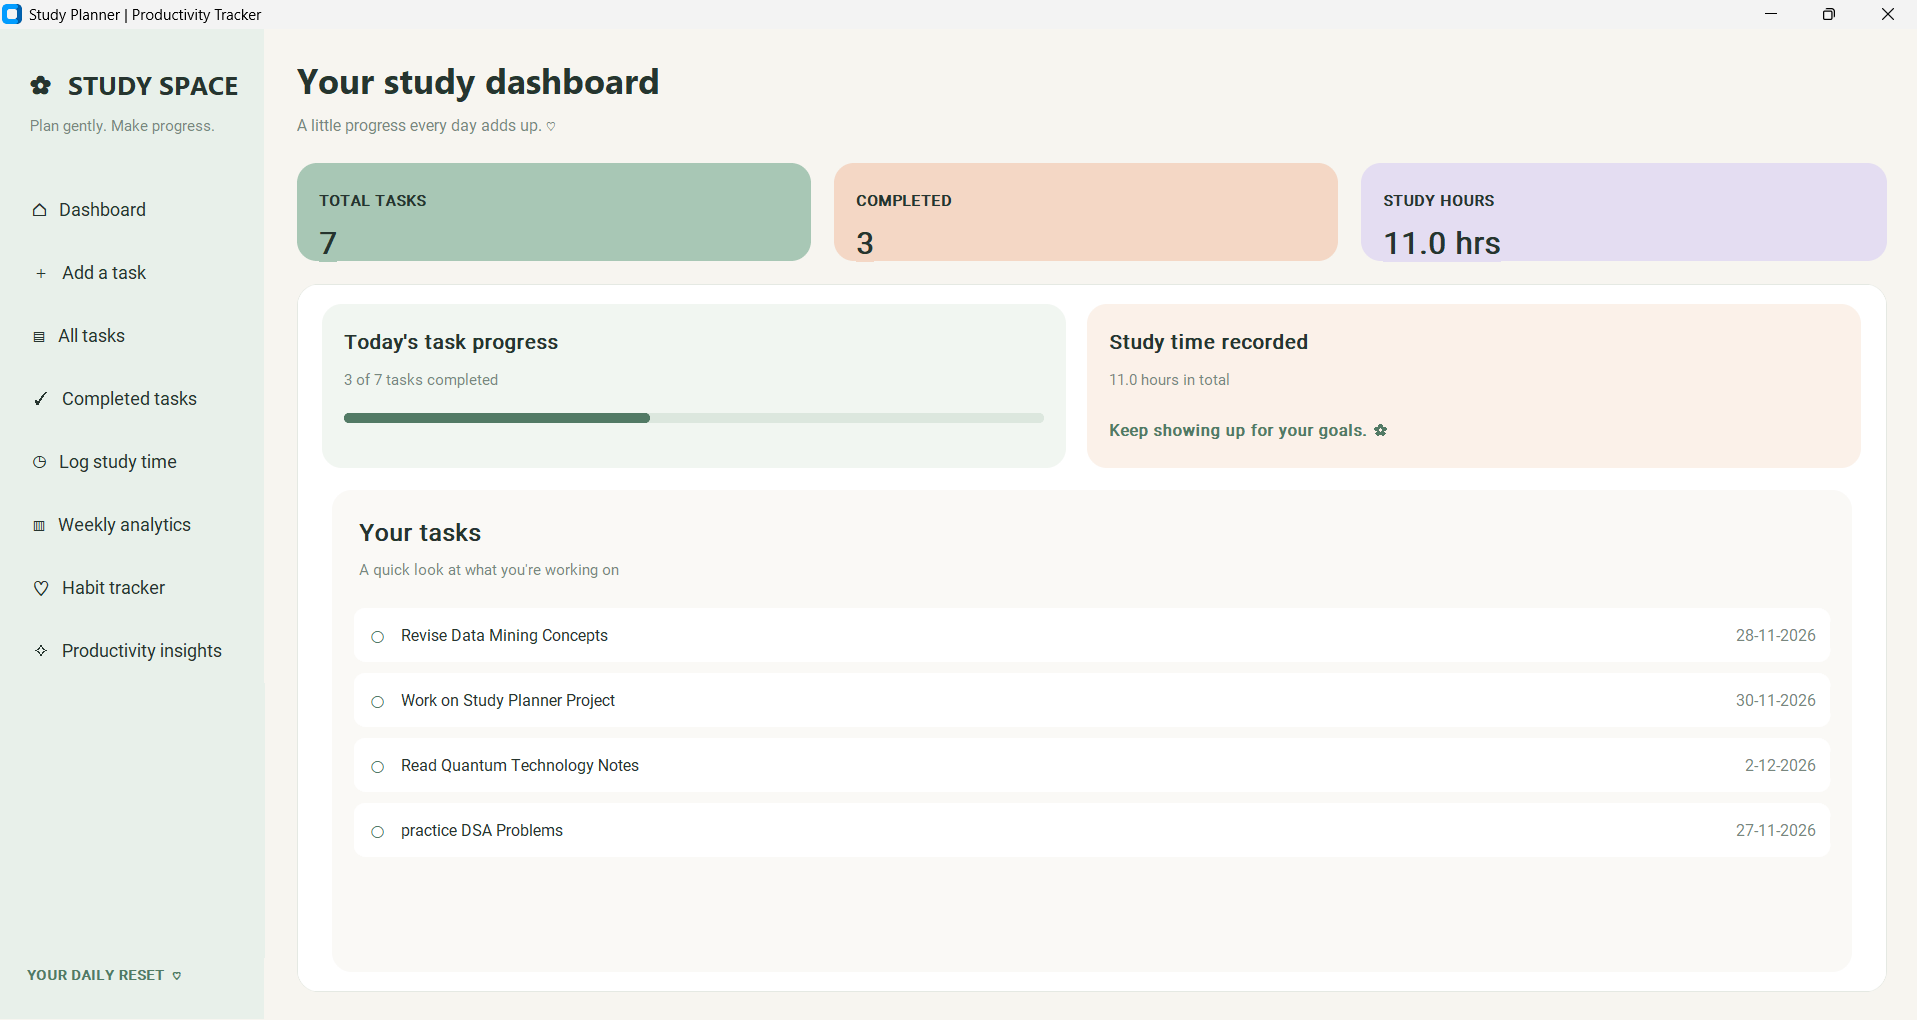 Study Planner | Productivity Tracker
✿ STUDY SPACE
Plan gently. Make progress.
Dashboard
+ Add a task
All tasks
✓ Completed tasks
Log study time
Weekly analytics
♡ Habit tracker
✧ Productivity insights
YOUR DAILY RESET ♡
Your study dashboard
A little progress every day adds up. ♡
TOTAL TASKS
7
COMPLETED
3
STUDY HOURS
11.0 hrs
Today's task progress
3 of 7 tasks completed
Study time recorded
11.0 hours in total
Keep showing up for your goals. ✿
Your tasks
A quick look at what you're working on
○ Revise Data Mining Concepts 28-11-2026
○ Work on Study Planner Project 30-11-2026
○ Read Quantum Technology Notes 2-12-2026
○ practice DSA Problems 27-11-2026